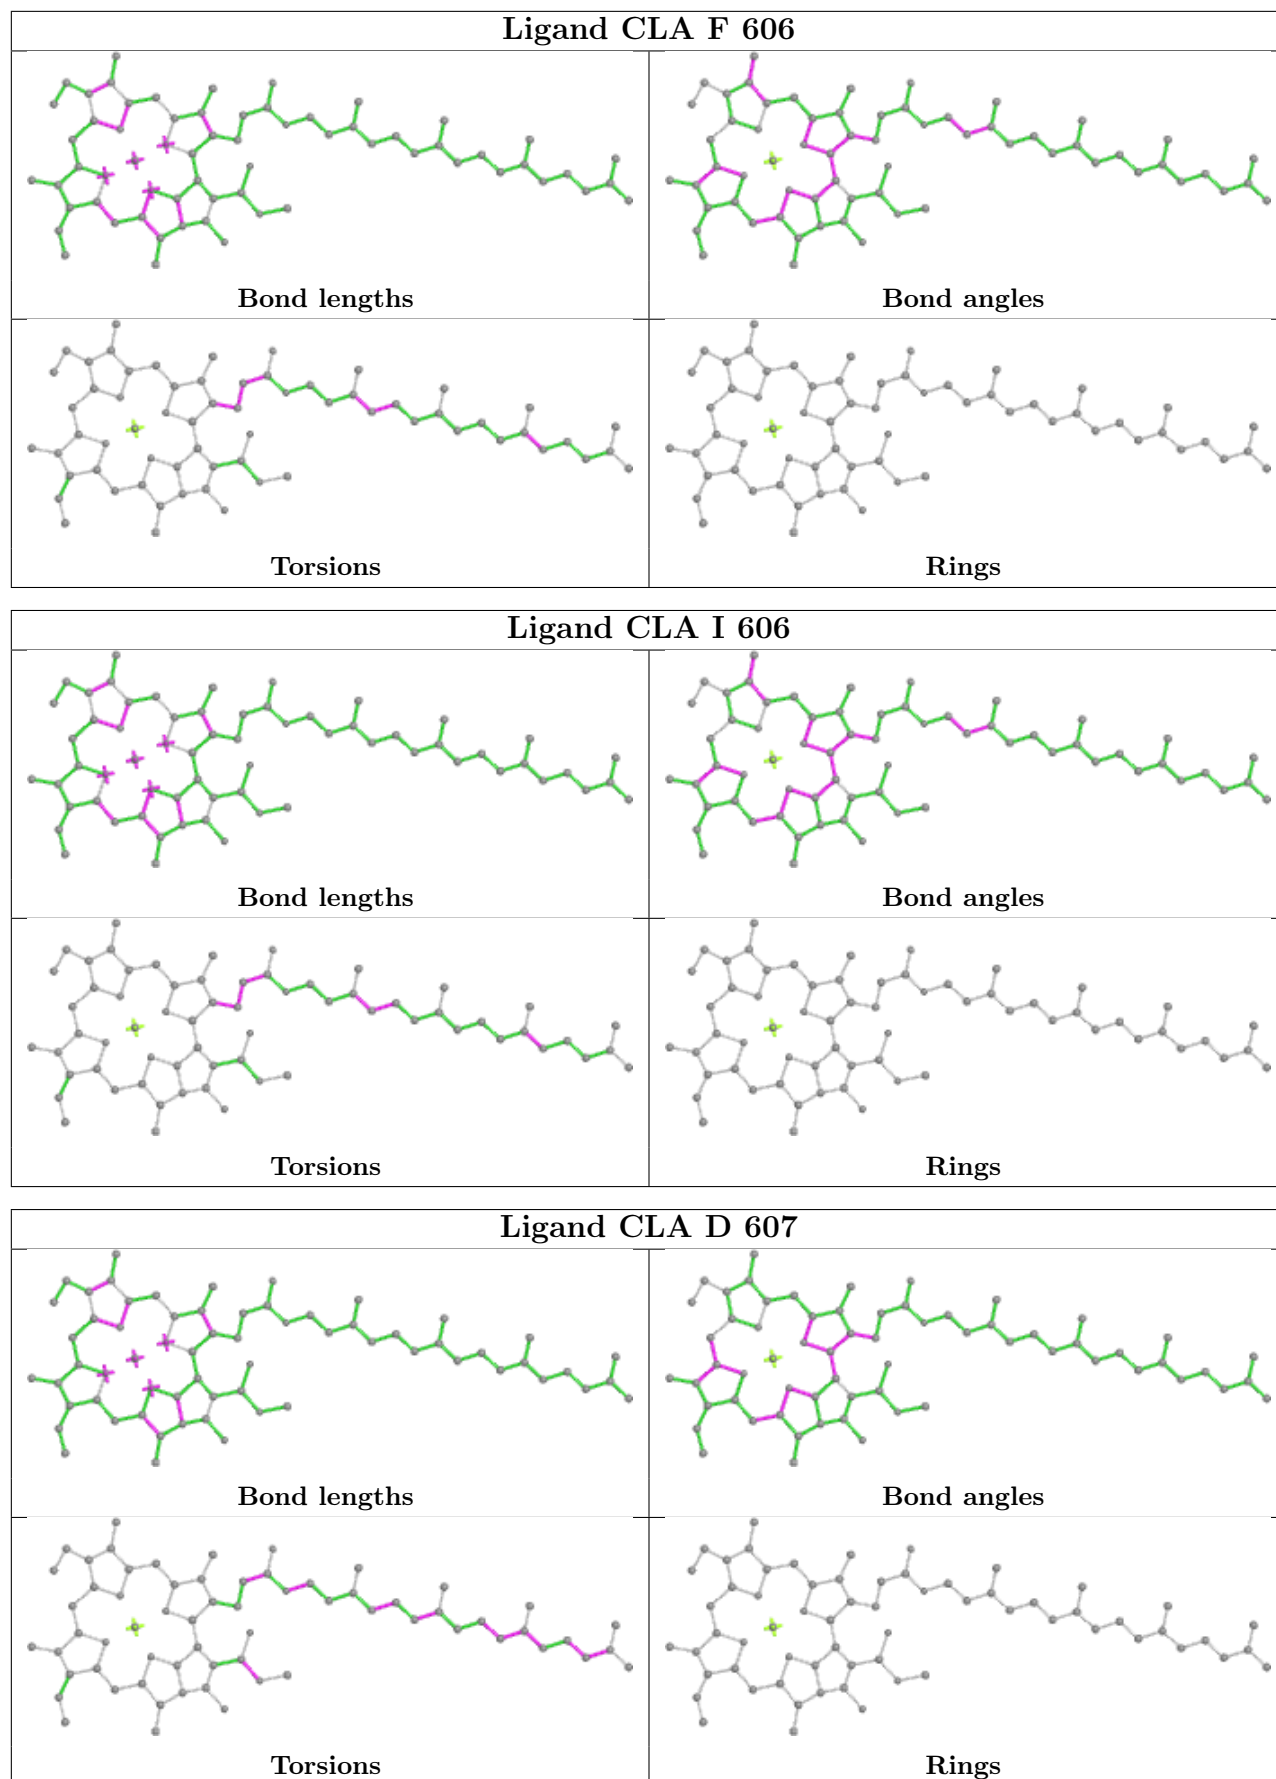 Ligand CLA F 606
Bond lengths
Bond angles
Torsions
Rings
Ligand CLA I 606
Bond lengths
Bond angles
Torsions
Rings
Ligand CLA D 607
Bond lengths
Bond angles
Torsions
Rings